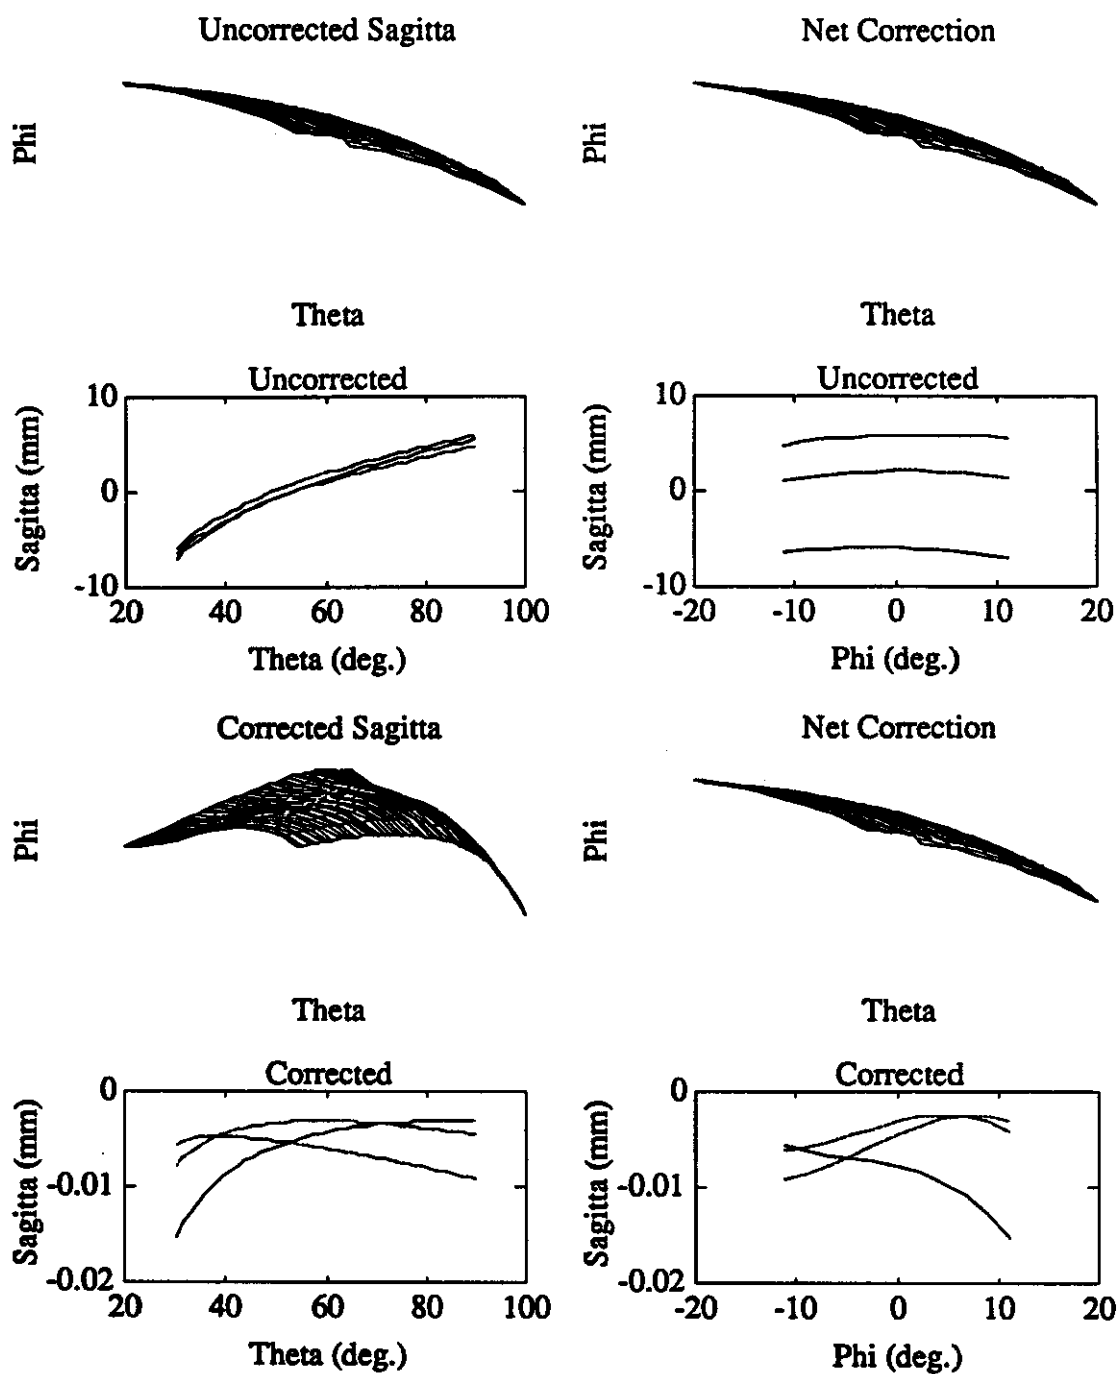 Uncorrected Sagitta
Net Correction
Phi
Phi
Theta
Theta
Uncorrected
Uncorrected
Sagitta (mm)
10
0
-10
20 40 60 80 100
Theta (deg.)
Sagitta (mm)
10
0
-10
-20 -10 0 10 20
Phi (deg.)
Corrected Sagitta
Net Correction
Phi
Phi
Theta
Theta
Corrected
Corrected
Sagitta (mm)
0
-0.01
-0.02
20 40 60 80 100
Theta (deg.)
Sagitta (mm)
0
-0.01
-0.02
-20 -10 0 10 20
Phi (deg.)